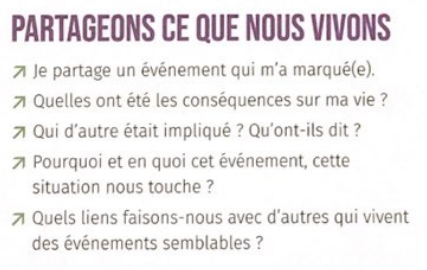 PARTAGEONS CE QUE NOUS VIVONS
Je partage un événement qui m'a marqué(e).
Quelles ont été les conséquences sur ma vie ?
Qui d'autre était impliqué ? Qu'ont-ils dit ?
Pourquoi et en quoi cet événement, cette
situation nous touche ?
Quels liens faisons-nous avec d'autres qui vivent
des événements semblables ?